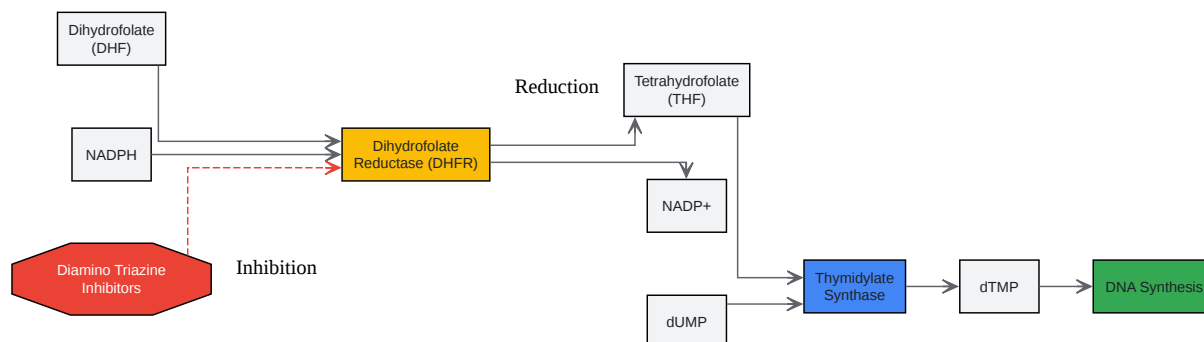 Dihydrofolate
(DHF)
Reduction
Tetrahydrofolate
(THF)
NADPH
Dihydrofolate
Reductase (DHFR)
NADP+
Diamino Triazine
Inhibitors
Inhibition
Thymidylate
Synthase
dTMP
DNA Synthesis
dUMP